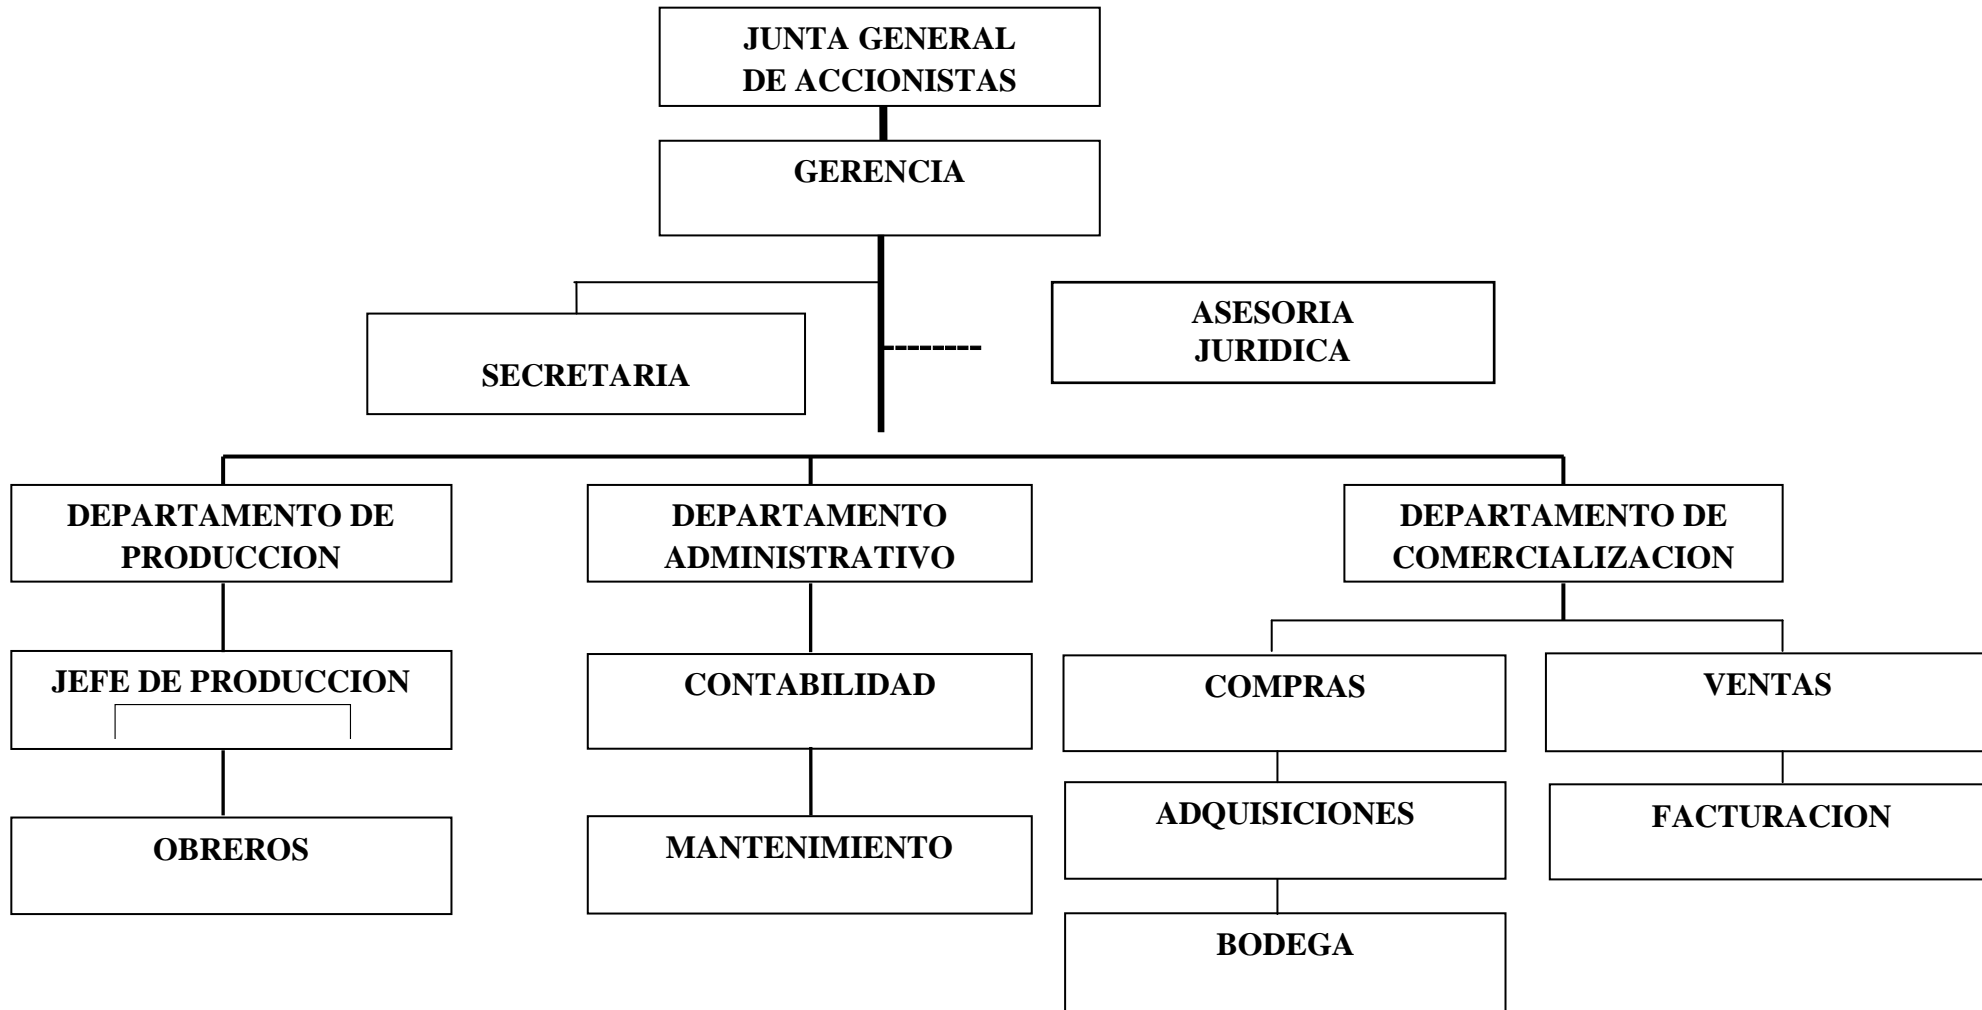 JUNTA GENERAL
DE ACCIONISTAS
GERENCIA
SECRETARIA
ASESORIA
JURIDICA
DEPARTAMENTO DE
PRODUCCION
DEPARTAMENTO
ADMINISTRATIVO
DEPARTAMENTO DE
COMERCIALIZACION
JEFE DE PRODUCCION
CONTABILIDAD
COMPRAS
VENTAS
OBREROS
MANTENIMIENTO
ADQUISICIONES
FACTURACION
BODEGA